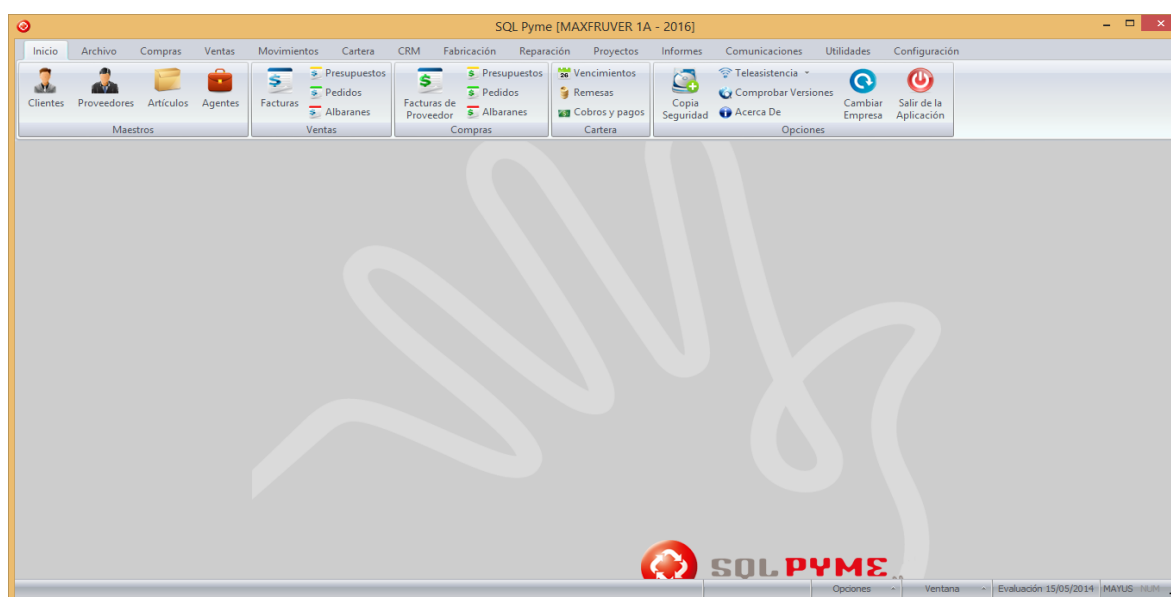 SQL Pyme [MAXFRUVER 1A - 2016]
Inicio Archivo Compras Ventas Movimientos Cartera CRM Fabricación Reparación Proyectos Informes Comunicaciones Utilidades Configuración
Clientes Proveedores Artículos Agentes
Maestros
Facturas
Presupuestos
Pedidos
Albaranes
Ventas
Facturas de
Proveedor
Presupuestos
Pedidos
Albaranes
Compras
26 Vencimientos
Remesas
Cobros y pagos
Cartera
Copia
Seguridad
Teleasistencia
Comprobar Versiones
Acerca De
Cambiar
Empresa
Salir de la
Aplicación
Opciones
SQL PYME
Opciones Ventana Evaluación 15/05/2014 MAYUS NUM